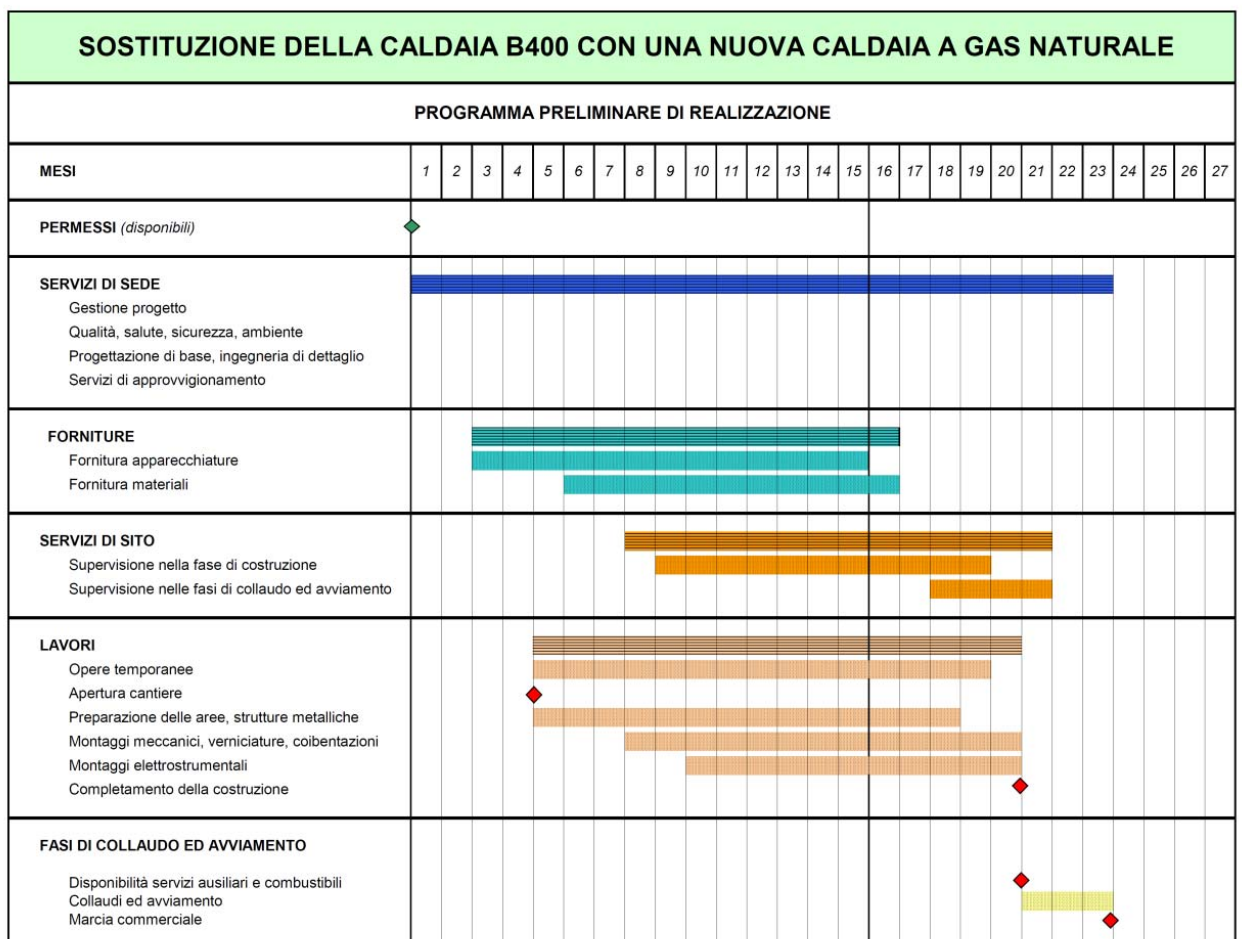 SOSTITUZIONE DELLA CALDAIA B400 CON UNA NUOVA CALDAIA A GAS NATURALE
PROGRAMMA PRELIMINARE DI REALIZZAZIONE
MESI 1 2 3 4 5 6 7 8 9 10 11 12 13 14 15 16 17 18 19 20 21 22 23 24 25 26 27
PERMESSI (disponibili)
SERVIZI DI SEDE
Gestione progetto
Qualità, salute, sicurezza, ambiente
Progettazione di base, ingegneria di dettaglio
Servizi di approvvigionamento
FORNITURE
Fornitura apparecchiature
Fornitura materiali
SERVIZI DI SITO
Supervisione nella fase di costruzione
Supervisione nelle fasi di collaudo ed avviamento
LAVORI
Opere temporanee
Apertura cantiere
Preparazione delle aree, strutture metalliche
Montaggi meccanici, verniciature, coibentazioni
Montaggi elettrostrumentali
Completamento della costruzione
FASI DI COLLAUDO ED AVVIAMENTO
Disponibilità servizi ausiliari e combustibili
Collaudi ed avviamento
Marcia commerciale